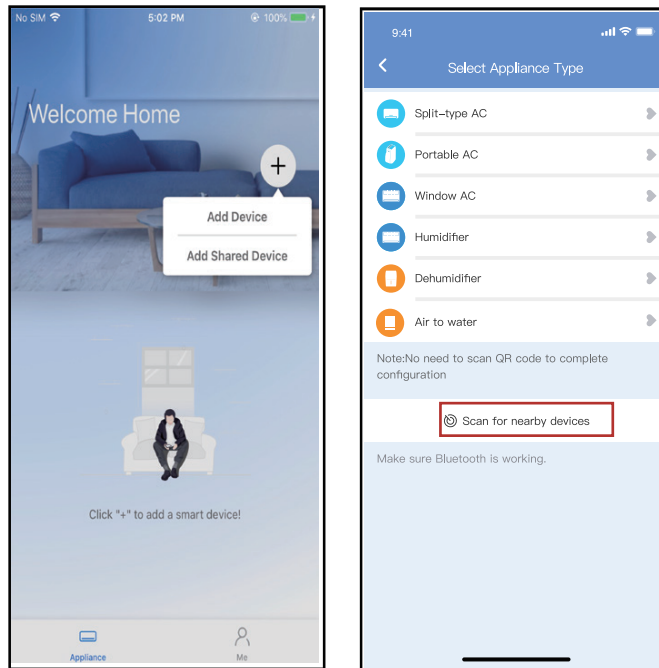 No SIM 5:02 PM 100%
Welcome Home
+
Add Device
Add Shared Device
Click "+" to add a smart device!
Appliance Me
9:41
Select Appliance Type
Split-type AC
Portable AC
Window AC
Humidifier
Dehumidifier
Air to water
Note:No need to scan QR code to complete
configuration
Scan for nearby devices
Make sure Bluetooth is working.